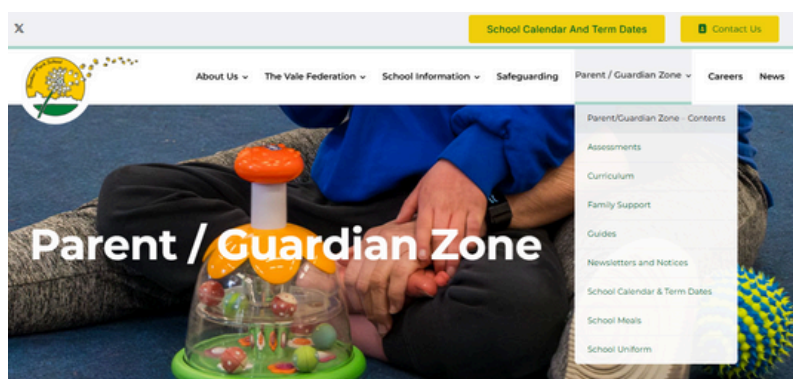 X
School Calendar And Term Dates
Contact Us
About Us
The Vale Federation
School Information
Safeguarding
Parent / Guardian Zone
Careers
News
Parent/Guardian Zone - Contents
Assessments
Curriculum
Family Support
Guides
Newsletters and Notices
School Calendar & Term Dates
School Meals
School Uniform
Parent / Guardian Zone